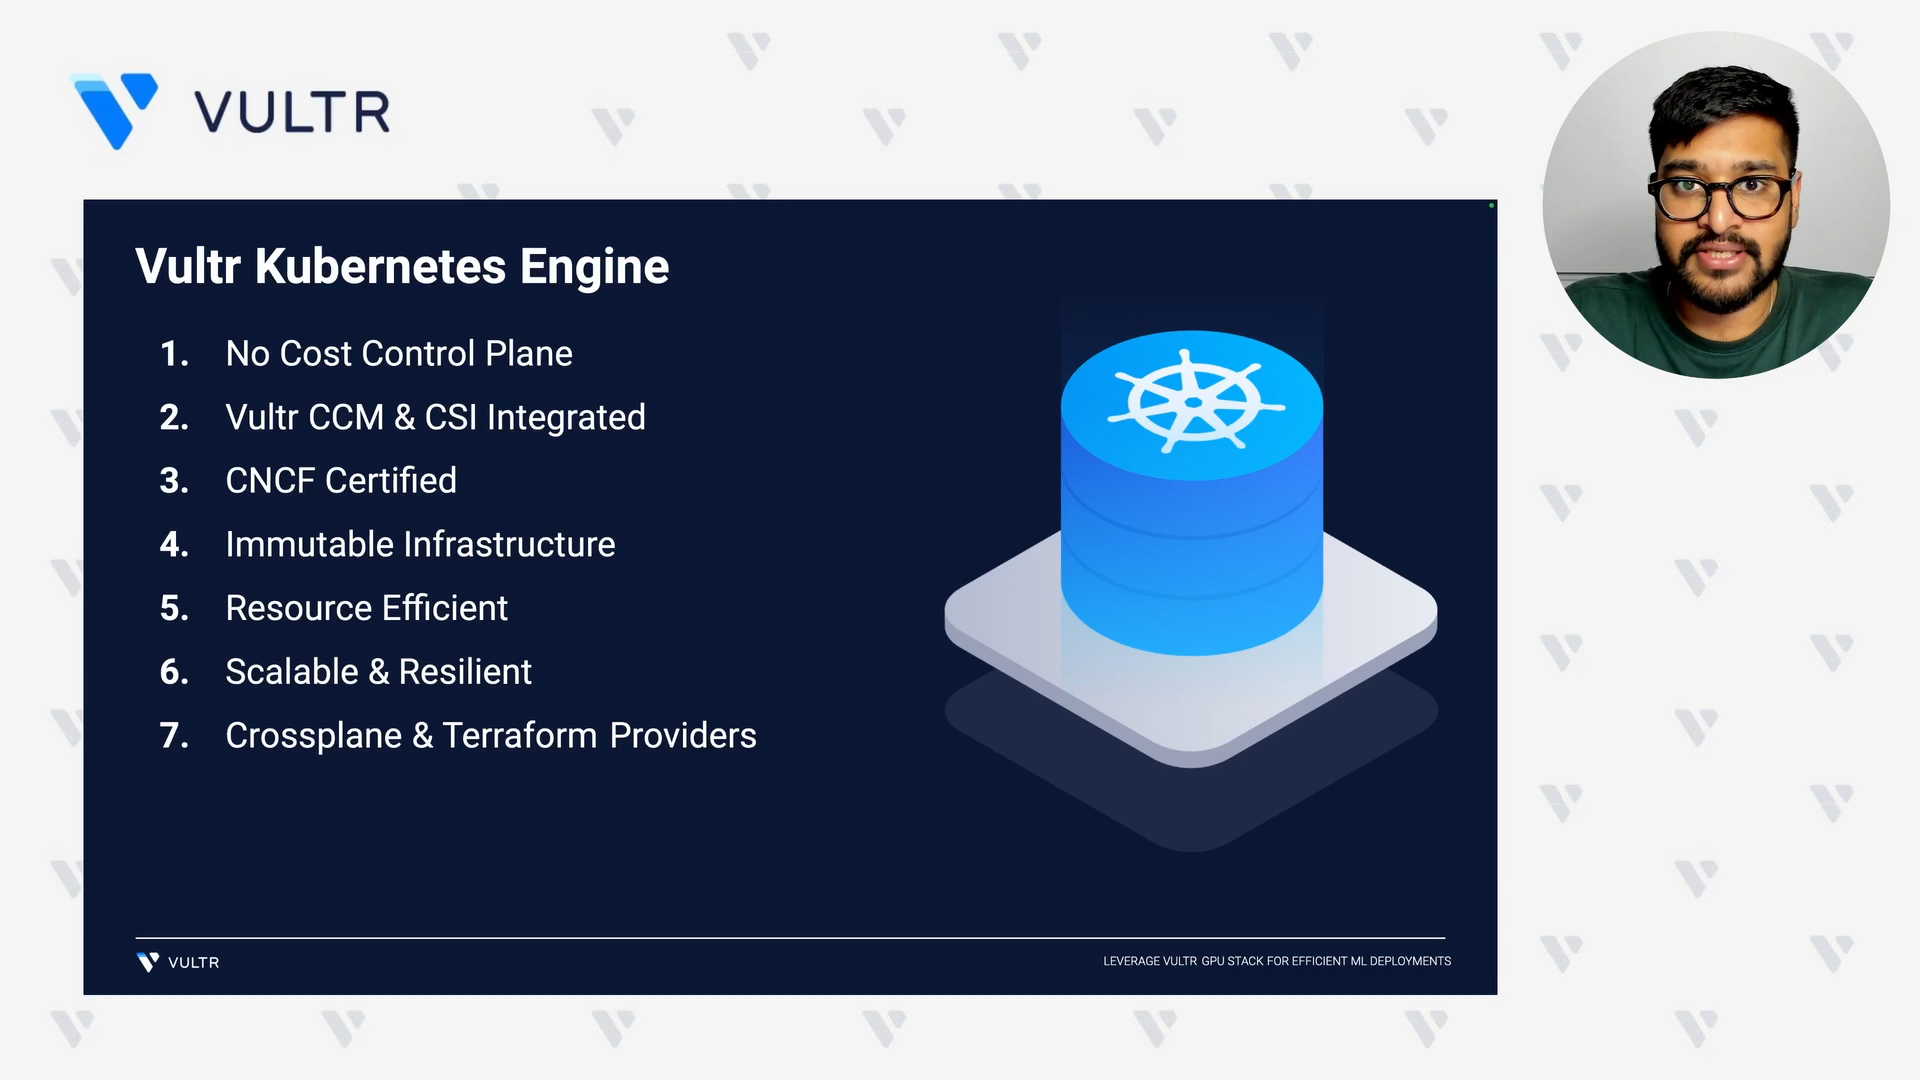 VULTR
Vultr Kubernetes Engine
1. No Cost Control Plane
2. Vultr CCM & CSI Integrated
3. CNCF Certified
4. Immutable Infrastructure
5. Resource Efficient
6. Scalable & Resilient
7. Crossplane & Terraform Providers
VULTR
LEVERAGE VULTR GPU STACK FOR EFFICIENT ML DEPLOYMENTS